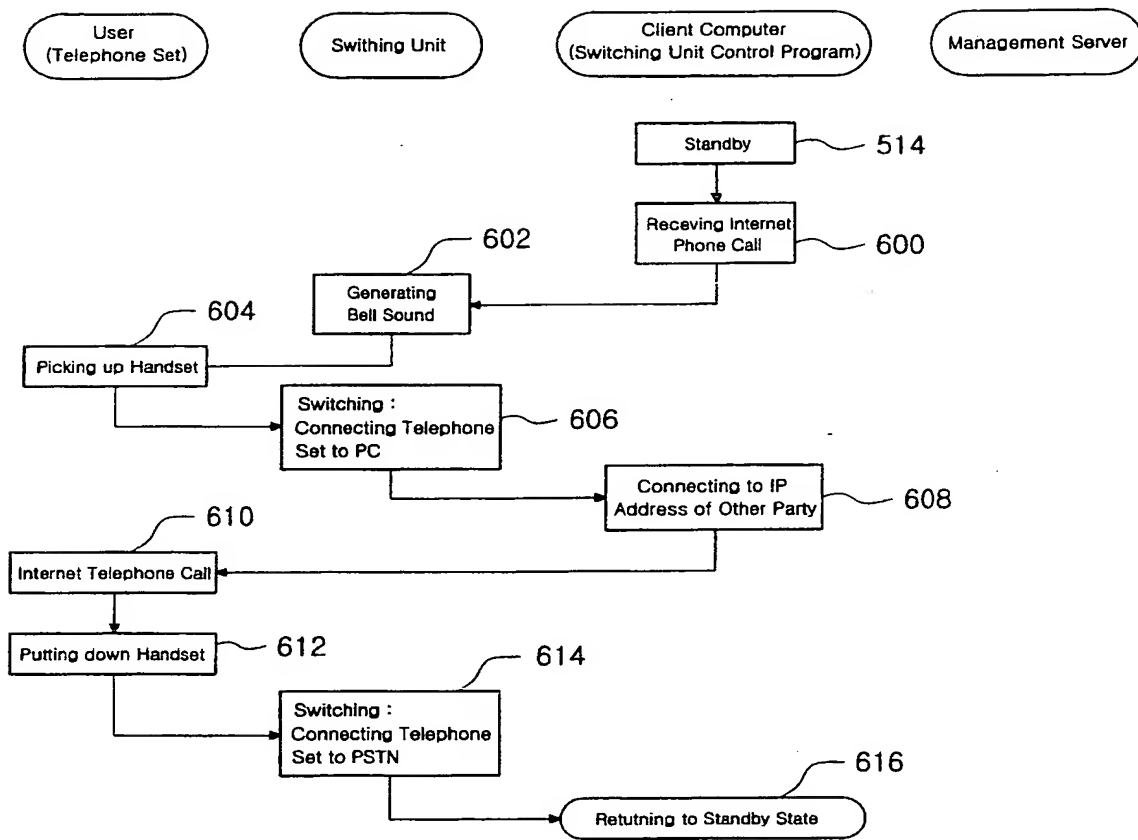 User
(Telephone Set)
Swithing Unit
Client Computer
(Switching Unit Control Program)
Management Server
Standby
514
Receving Internet
Phone Call
600
602
Generating
Bell Sound
604
Picking up Handset
Switching :
Connecting Telephone
Set to PC
606
Connecting to IP
Address of Other Party
608
610
Internet Telephone Call
Putting down Handset
612
614
Switching :
Connecting Telephone
Set to PSTN
616
Retutning to Standby State